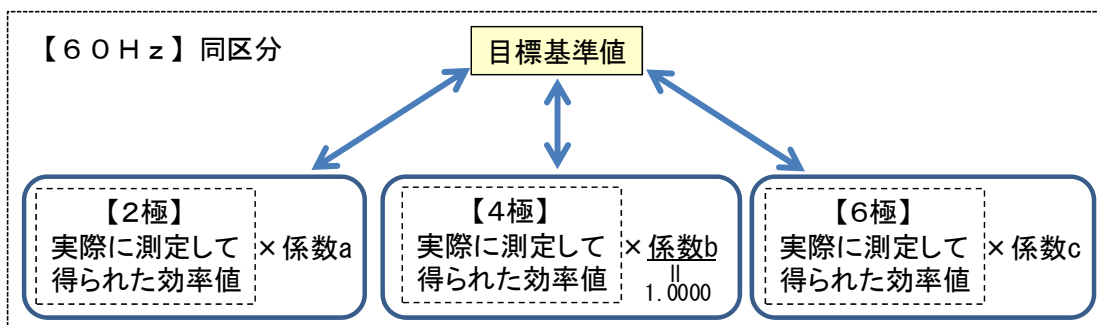 【６０Ｈｚ】同区分
目標基準値
【２極】
実際に測定して
得られた効率値
×係数a
【４極】
実際に測定して
得られた効率値
×係数b
＝
1.0000
【６極】
実際に測定して
得られた効率値
×係数c